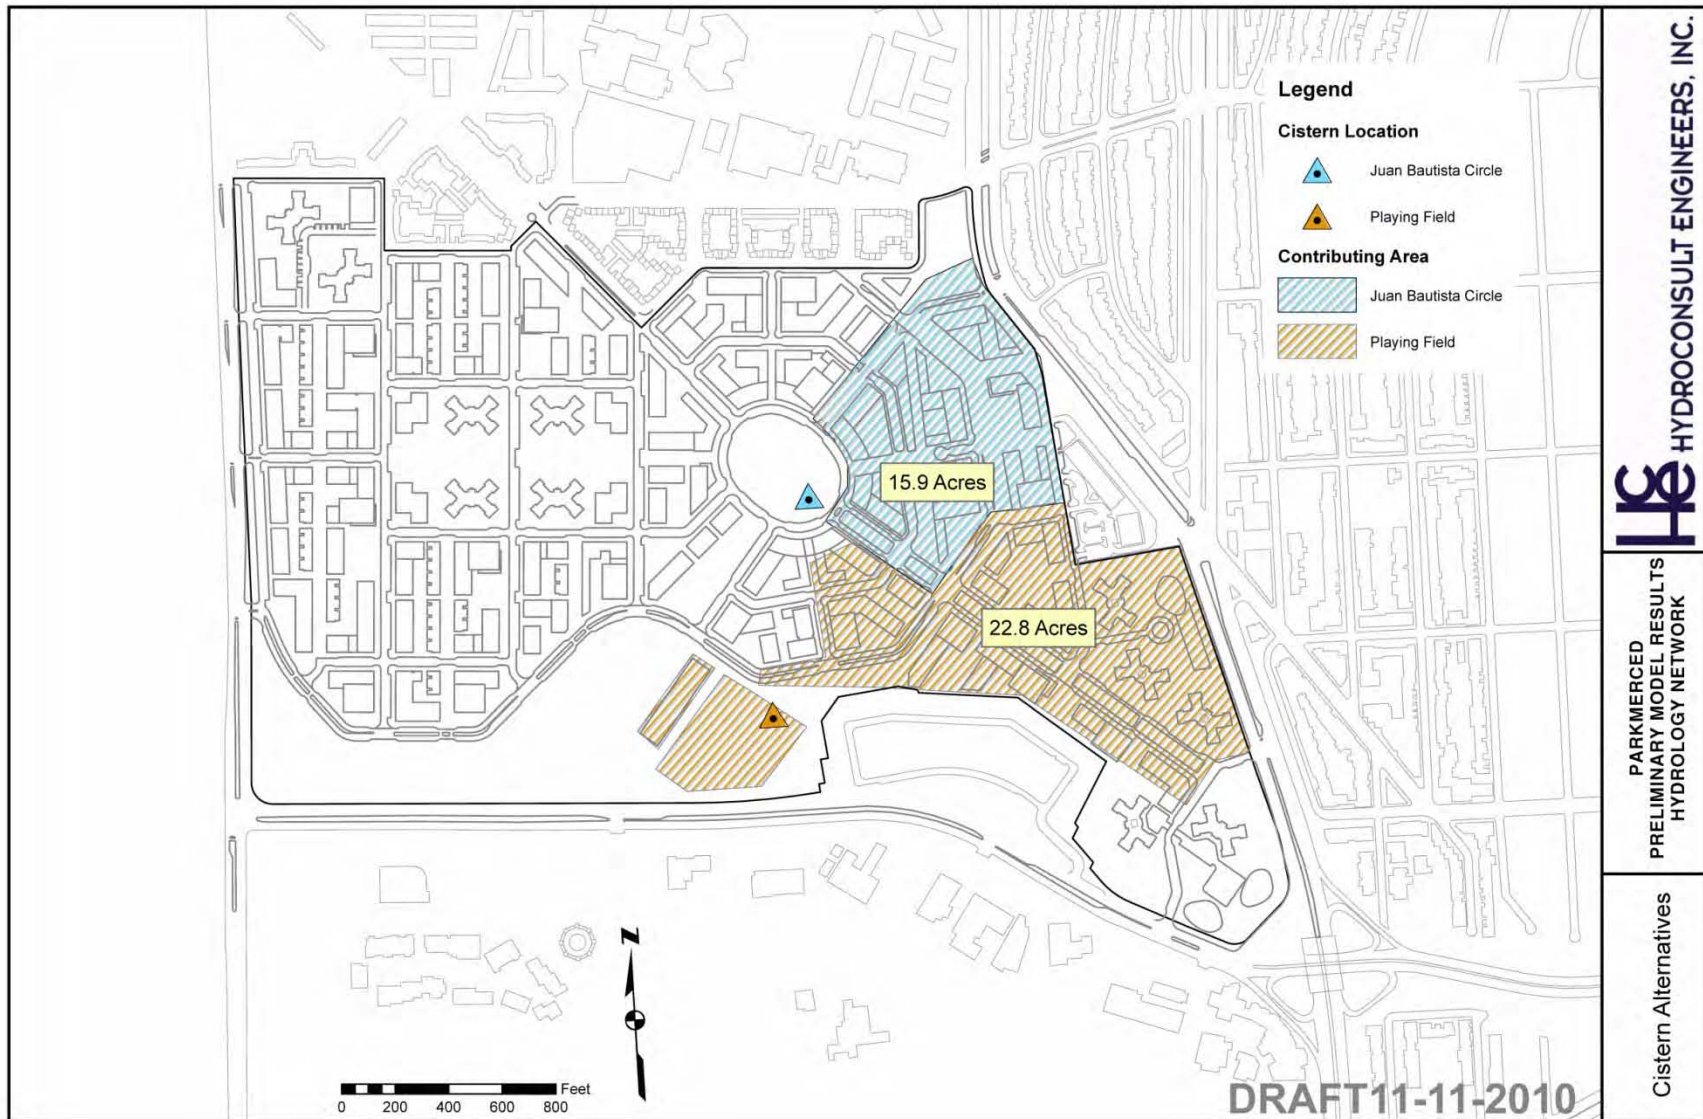 Legend
Cistern Location
Juan Bautista Circle
Playing Field
Contributing Area
Juan Bautista Circle
Playing Field
15.9 Acres
22.8 Acres
N
Feet
0 200 400 600 800
DRAFT11-11-2010
HCe HYDROCONSULT ENGINEERS, INC.
PARKMERCED
PRELIMINARY MODEL RESULTS
HYDROLOGY NETWORK
Cistern Alternatives